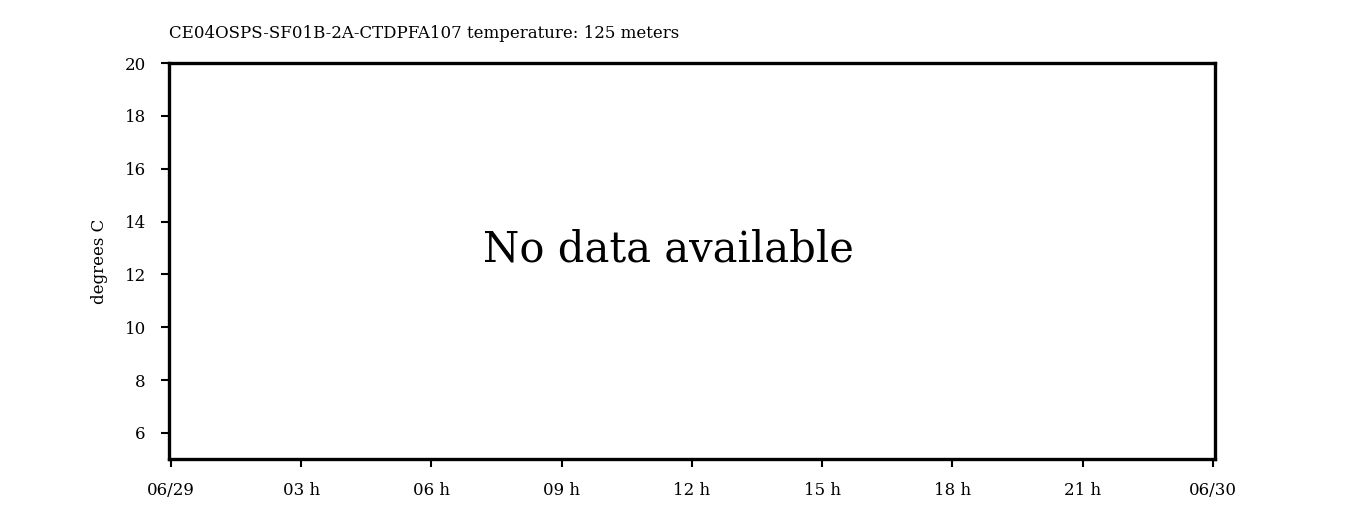 CE04OSPS-SF01B-2A-CTDPFA107 temperature: 125 meters
20
18
16
14
12
10
8
6
degrees C
No data available
06/29 03 h 06 h 09 h 12 h 15 h 18 h 21 h 06/30